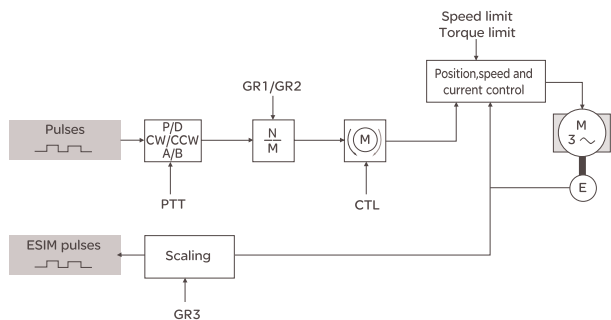 Speed limit
Torque limit
Position,speed and
current control
GR1/GR2
Pulses
P/D
CW/CCW
A/B
N
M
M
M
3 ~
E
PTT
CTL
ESIM pulses
Scaling
GR3